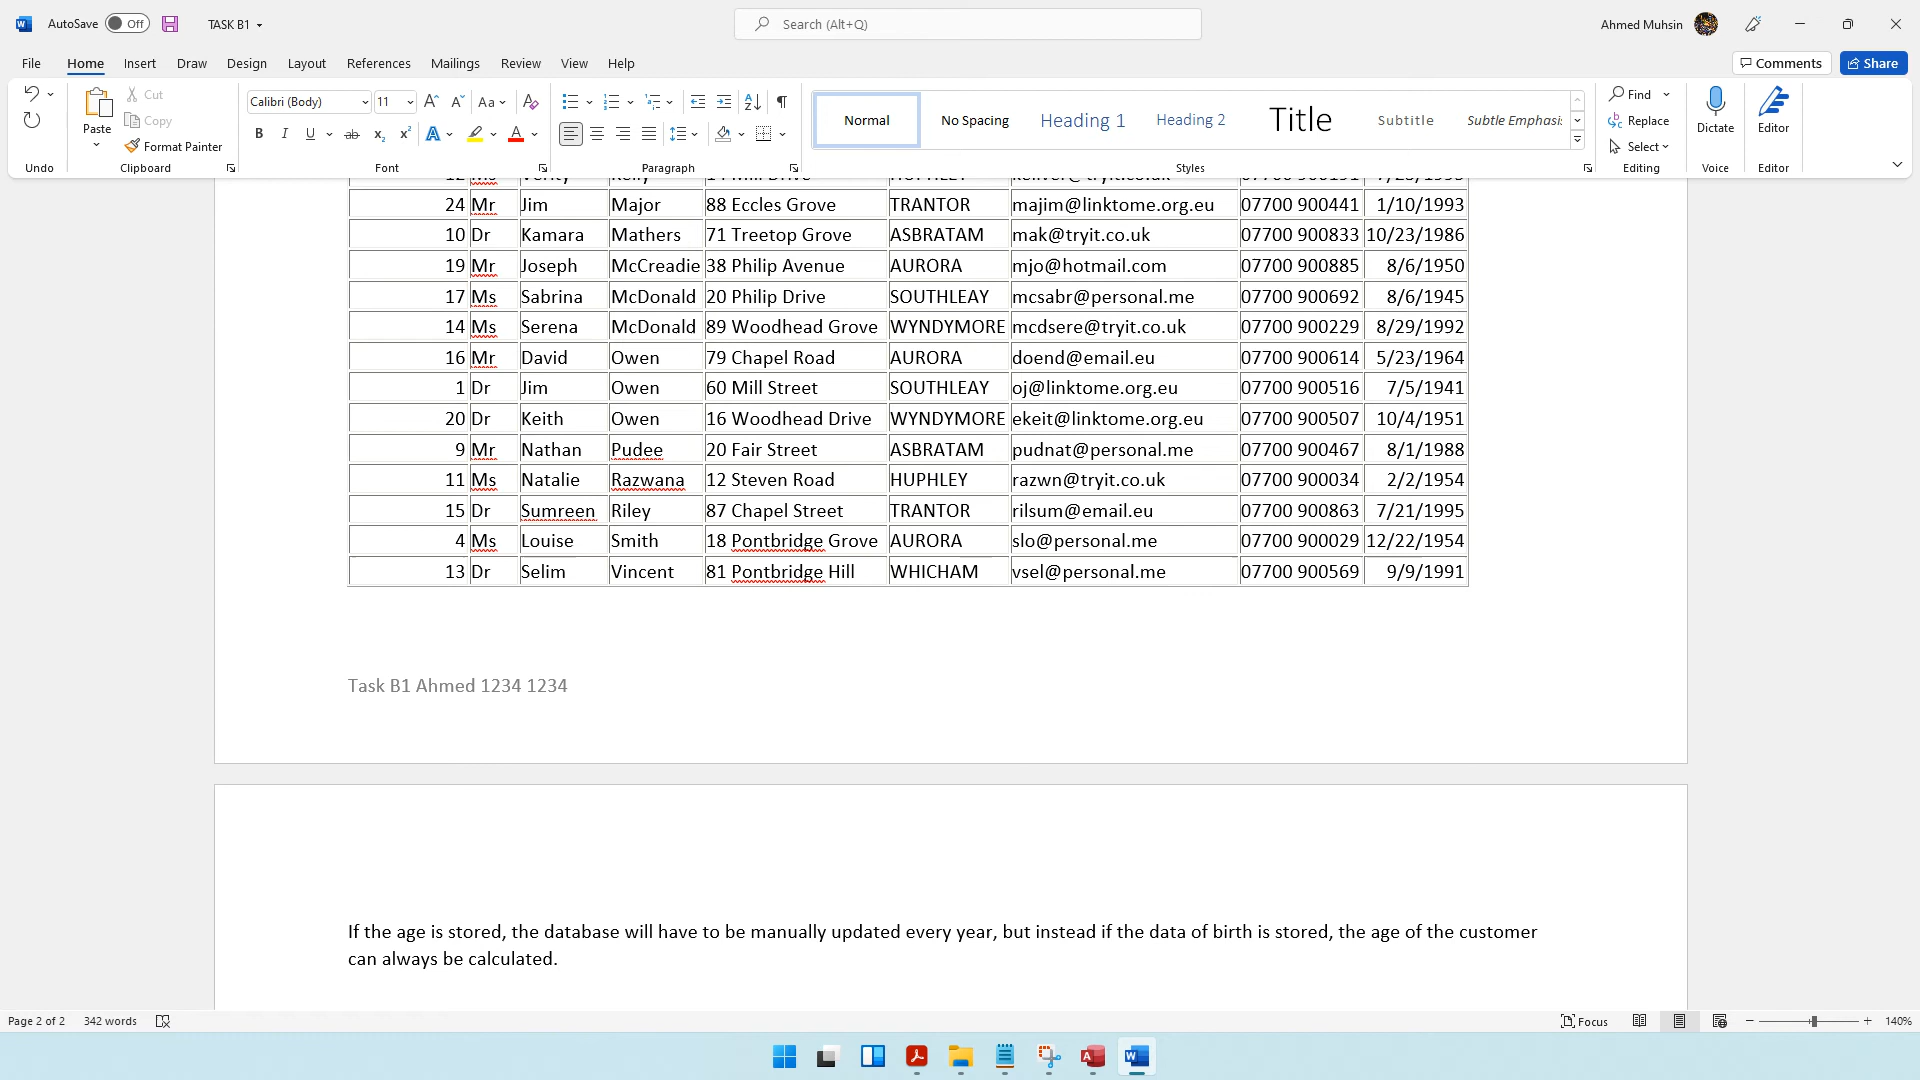 AutoSave Off TASK B1 Search (Alt+Q) Ahmed Muhsin
File Home Insert Draw Design Layout References Mailings Review View Help Comments Share
Paste Cut Copy Format Painter
Calibri (Body) 11 Aa
B I U ab x₂ x² A A
Normal No Spacing Heading 1 Heading 2 Title Subtitle Subtle Emphasi
Find Replace Select
Dictate Editor
Undo Clipboard Font Paragraph Styles Editing Voice Editor
24 Mr Jim Major 88 Eccles Grove TRANTOR majim@linktome.org.eu 07700 900441 1/10/1993
10 Dr Kamara Mathers 71 Treetop Grove ASBRATAM mak@tryit.co.uk 07700 900833 10/23/1986
19 Mr Joseph McCreadie 38 Philip Avenue AURORA mjo@hotmail.com 07700 900885 8/6/1950
17 Ms Sabrina McDonald 20 Philip Drive SOUTHLEAY mcsabr@personal.me 07700 900692 8/6/1945
14 Ms Serena McDonald 89 Woodhead Grove WYNDYMORE mcdsere@tryit.co.uk 07700 900229 8/29/1992
16 Mr David Owen 79 Chapel Road AURORA doend@email.eu 07700 900614 5/23/1964
1 Dr Jim Owen 60 Mill Street SOUTHLEAY oj@linktome.org.eu 07700 900516 7/5/1941
20 Dr Keith Owen 16 Woodhead Drive WYNDYMORE ekeit@linktome.org.eu 07700 900507 10/4/1951
9 Mr Nathan Pudee 20 Fair Street ASBRATAM pudnat@personal.me 07700 900467 8/1/1988
11 Ms Natalie Razwana 12 Steven Road HUPHLEY razwn@tryit.co.uk 07700 900034 2/2/1954
15 Dr Sumreen Riley 87 Chapel Street TRANTOR rilsum@email.eu 07700 900863 7/21/1995
4 Ms Louise Smith 18 Pontbridge Grove AURORA slo@personal.me 07700 900029 12/22/1954
13 Dr Selim Vincent 81 Pontbridge Hill WHICHAM vsel@personal.me 07700 900569 9/9/1991
Task B1 Ahmed 1234 1234
If the age is stored, the database will have to be manually updated every year, but instead if the data of birth is stored, the age of the customer
can always be calculated.
Page 2 of 2 342 words Focus 140%